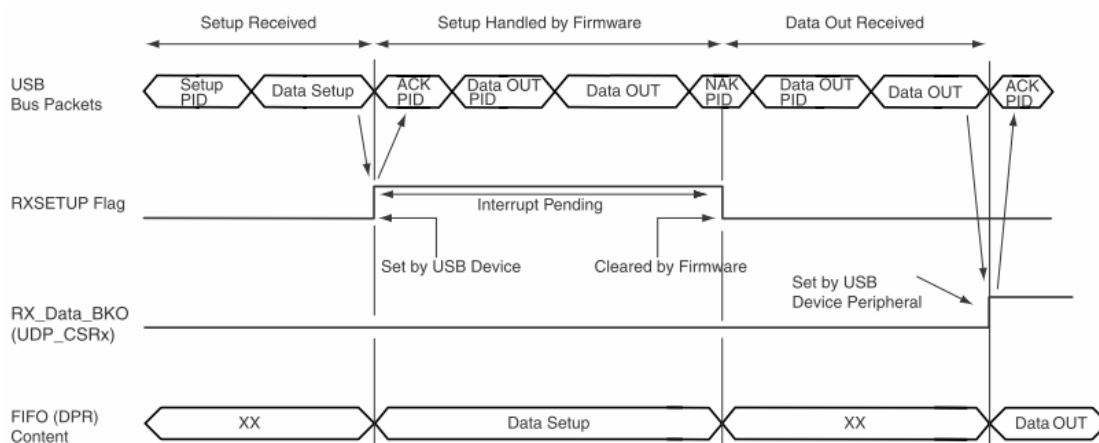 Setup Received
Setup Handled by Firmware
Data Out Received
USB
Bus Packets
Setup
PID
Data Setup
ACK
PID
Data OUT
PID
Data OUT
NAK
PID
Data OUT
PID
Data OUT
ACK
PID
RXSETUP Flag
Interrupt Pending
Set by USB Device
Cleared by Firmware
Set by USB
Device Peripheral
RX_Data_BKO
(UDP_CSRx)
FIFO (DPR)
Content
XX
Data Setup
XX
Data OUT